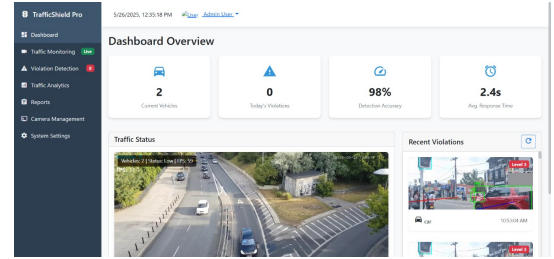 TrafficShield Pro
5/26/2025, 12:35:18 PM
User Admin User
Dashboard
Traffic Monitoring Live
Violation Detection 0
Traffic Analytics
Reports
Camera Management
System Settings
Dashboard Overview
2
Current Vehicles
0
Today's Violations
98%
Detection Accuracy
2.4s
Avg. Response Time
Traffic Status
Vehicles: 2 | Status: Low | FPS: 59
Recent Violations
Level 3
car
10:53:04 AM
Level 3